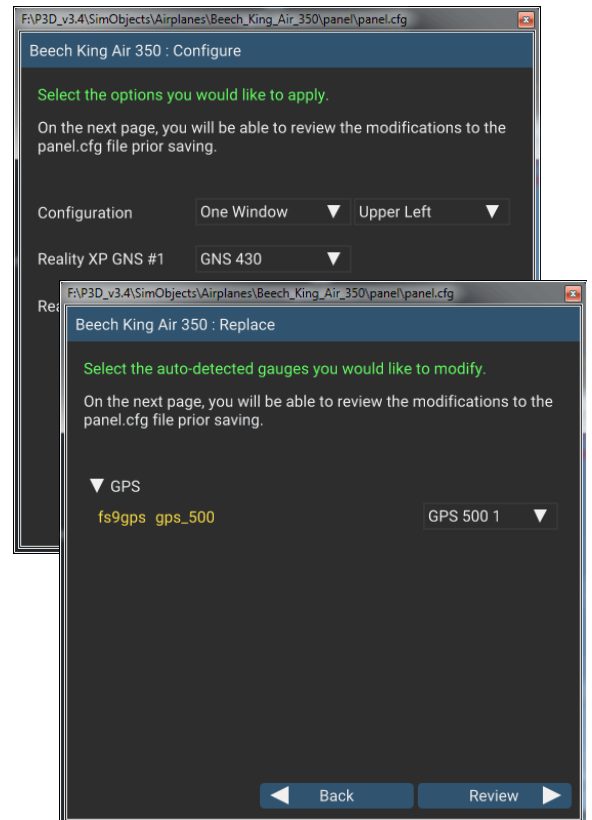 F:\P3D_v3.4\SimObjects\Airplanes\Beech_King_Air_350\panel\panel.cfg
Beech King Air 350 : Configure
Select the options you would like to apply.
On the next page, you will be able to review the modifications to the
panel.cfg file prior saving.
Configuration One Window Upper Left
Reality XP GNS #1 GNS 430
F:\P3D_v3.4\SimObjects\Airplanes\Beech_King_Air_350\panel\panel.cfg
Beech King Air 350 : Replace
Select the auto-detected gauges you would like to modify.
On the next page, you will be able to review the modifications to the
panel.cfg file prior saving.
GPS
fs9gps gps_500 GPS 500 1
Back Review